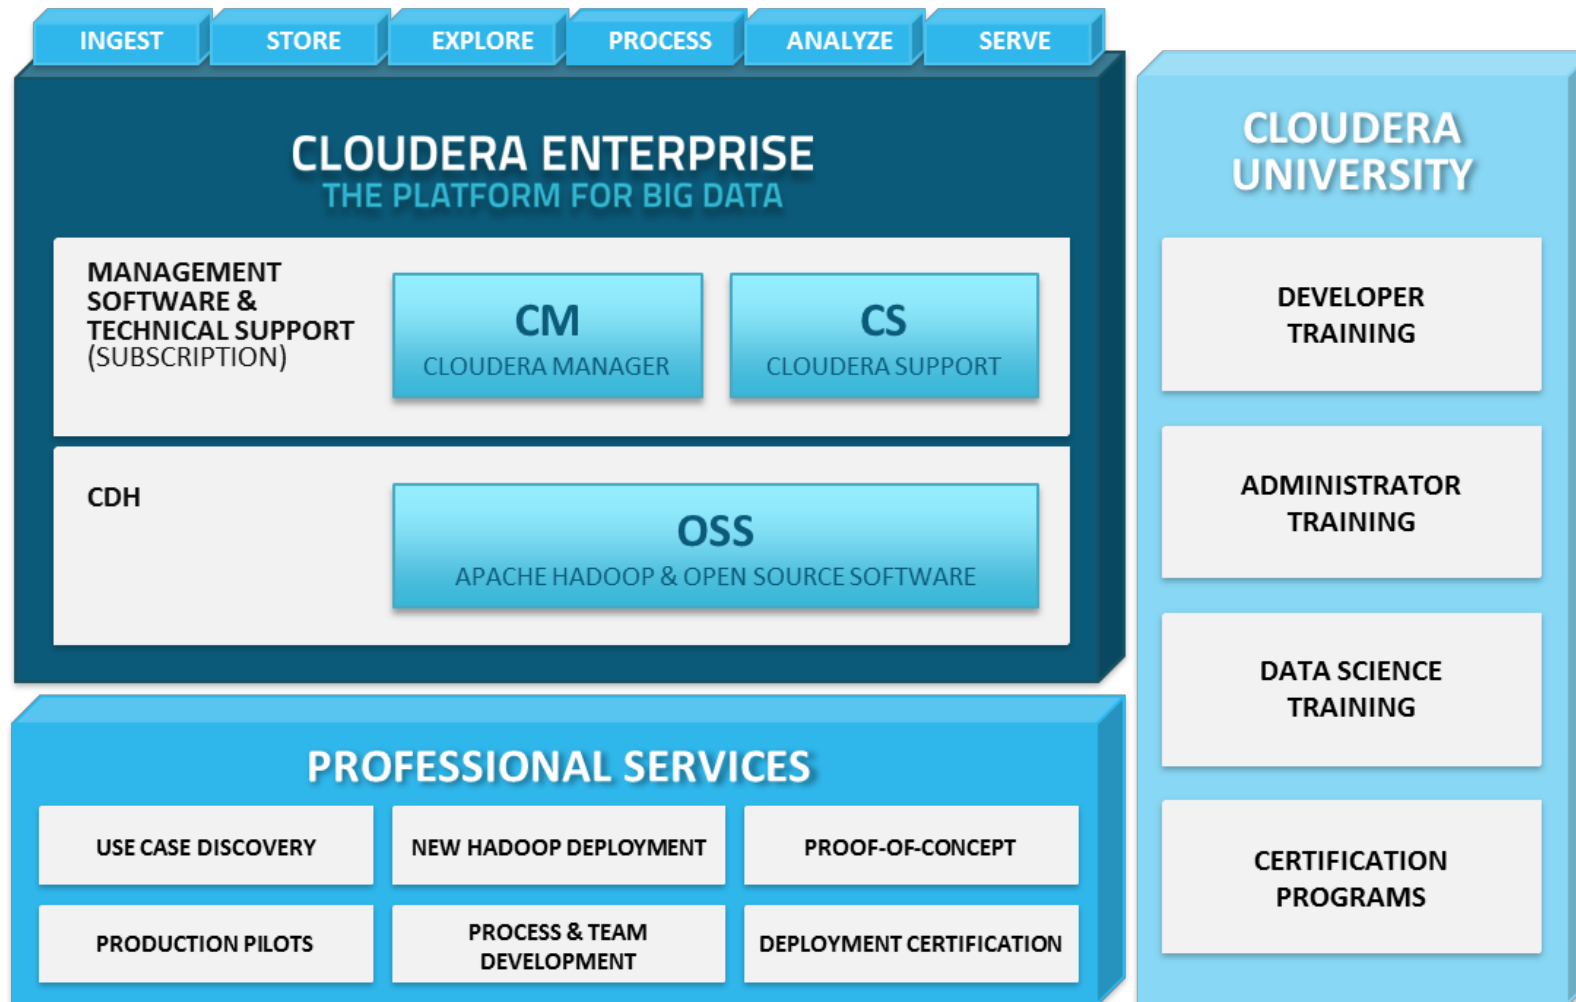 INGEST STORE EXPLORE PROCESS ANALYZE SERVE
CLOUDERA ENTERPRISE
THE PLATFORM FOR BIG DATA
MANAGEMENT
SOFTWARE &
TECHNICAL SUPPORT
(SUBSCRIPTION)
CM
CLOUDERA MANAGER
CS
CLOUDERA SUPPORT
CDH
OSS
APACHE HADOOP & OPEN SOURCE SOFTWARE
PROFESSIONAL SERVICES
USE CASE DISCOVERY
NEW HADOOP DEPLOYMENT
PROOF-OF-CONCEPT
PRODUCTION PILOTS
PROCESS & TEAM
DEVELOPMENT
DEPLOYMENT CERTIFICATION
CLOUDERA
UNIVERSITY
DEVELOPER
TRAINING
ADMINISTRATOR
TRAINING
DATA SCIENCE
TRAINING
CERTIFICATION
PROGRAMS